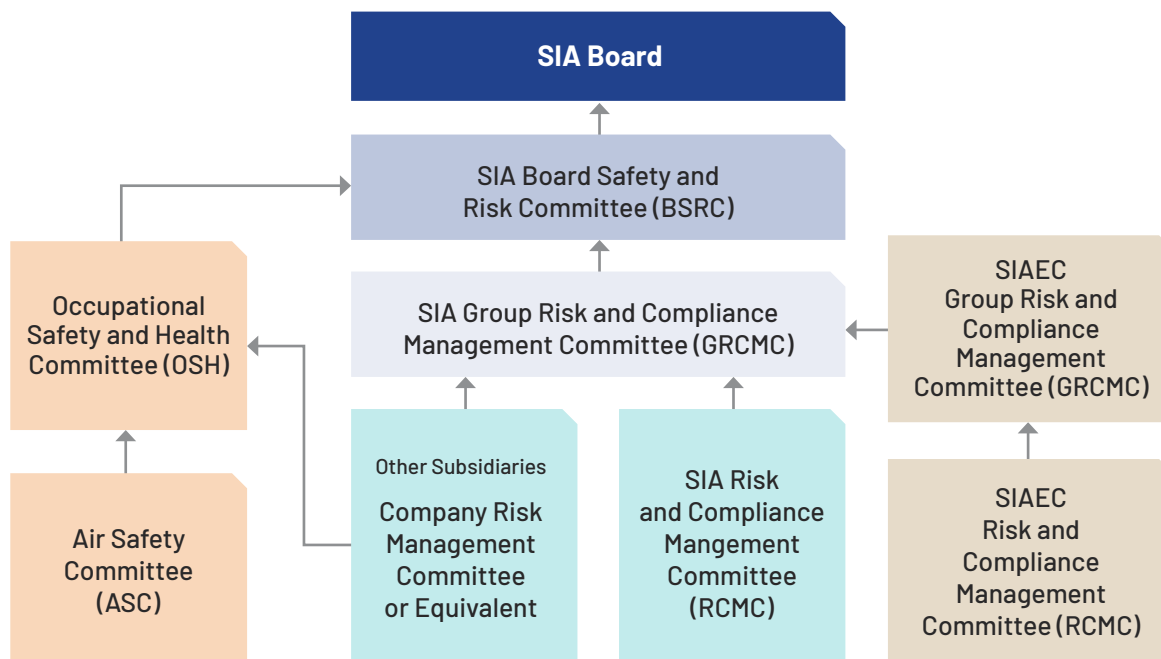 SIA Board
SIA Board Safety and
Risk Committee (BSRC)
Occupational
Safety and Health
Committee (OSH)
SIA Group Risk and Compliance
Management Committee (GRCMC)
SIAEC
Group Risk and
Compliance
Management
Committee (GRCMC)
Air Safety
Committee
(ASC)
Other Subsidiaries
Company Risk
Management
Committee
or Equivalent
SIA Risk
and Compliance
Mangement
Committee
(RCMC)
SIAEC
Risk and
Compliance
Management
Committee (RCMC)